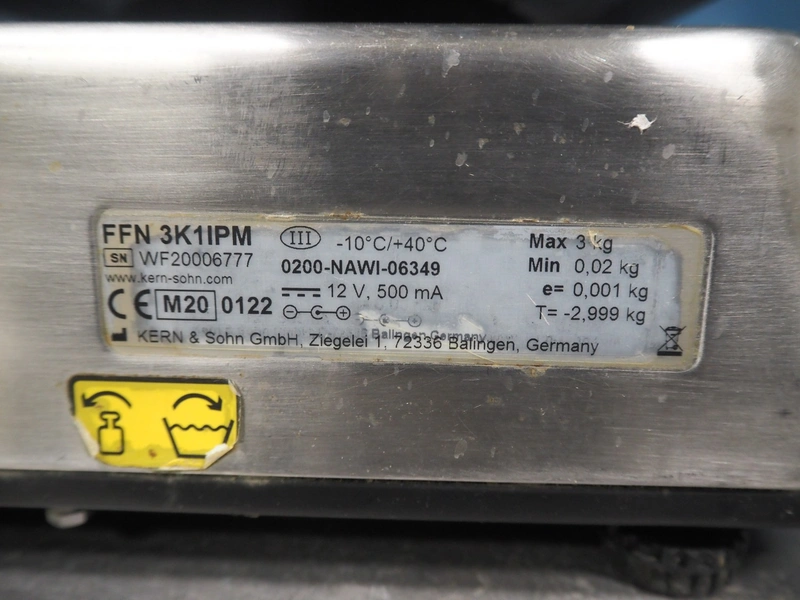 FFN 3K1IPM
III
-10°C/+40°C
Max 3 kg
SN WF20006777
0200-NAWI-06349
Min 0,02 kg
www.kern-sohn.com
12 V, 500 mA
e= 0,001 kg
CE M20 0122
T= -2,999 kg
Balingen Germany
KERN & Sohn GmbH, Ziegelei 1, 72336 Balingen, Germany